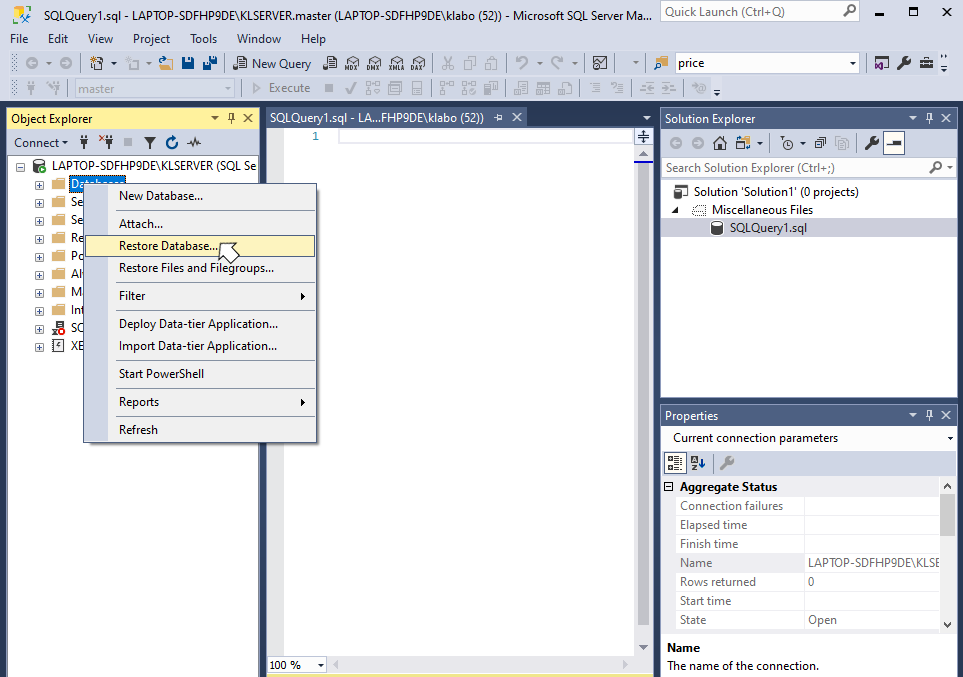 SQLQuery1.sql - LAPTOP-SDFHP9DE\KLSERVER.master (LAPTOP-SDFHP9DE\klabo (52)) - Microsoft SQL Server Ma...
Quick Launch (Ctrl+Q)
File Edit View Project Tools Window Help
New Query MDX DMX XMLA DAX price
master Execute
Object Explorer
Connect
LAPTOP-SDFHP9DE\KLSERVER (SQL Se
Databases
Se
Se
Re
Po
Al
M
Int
SQ
XE
New Database...
Attach...
Restore Database...
Restore Files and Filegroups...
Filter
Deploy Data-tier Application...
Import Data-tier Application...
Start PowerShell
Reports
Refresh
SQLQuery1.sql - LA...FHP9DE\klabo (52))
1
100 %
Solution Explorer
Search Solution Explorer (Ctrl+;)
Solution 'Solution1' (0 projects)
Miscellaneous Files
SQLQuery1.sql
Properties
Current connection parameters
Aggregate Status
Connection failures
Elapsed time
Finish time
Name LAPTOP-SDFHP9DE\KLSE
Rows returned 0
Start time
State Open
Name
The name of the connection.